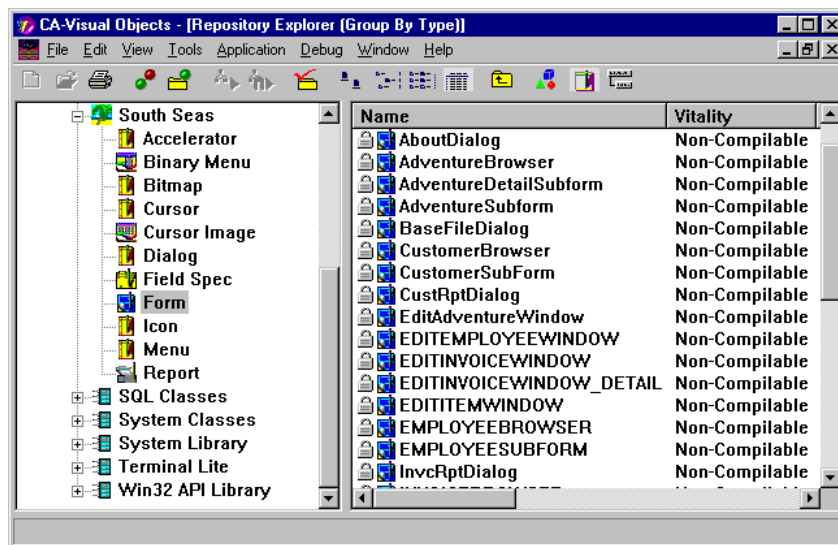 CA-Visual Objects - [Repository Explorer (Group By Type)]
File Edit View Tools Application Debug Window Help
South Seas
Accelerator
Binary Menu
Bitmap
Cursor
Cursor Image
Dialog
Field Spec
Form
Icon
Menu
Report
SQL Classes
System Classes
System Library
Terminal Lite
Win32 API Library
Name Vitality
AboutDialog Non-Compilable
AdventureBrowser Non-Compilable
AdventureDetailSubform Non-Compilable
AdventureSubform Non-Compilable
BaseFileDialog Non-Compilable
CustomerBrowser Non-Compilable
CustomerSubForm Non-Compilable
CustRptDialog Non-Compilable
EditAdventureWindow Non-Compilable
EDITEMPLOYEEWINDOW Non-Compilable
EDITINVOICEWINDOW Non-Compilable
EDITINVOICEWINDOW_DETAIL Non-Compilable
EDITITEMWINDOW Non-Compilable
EMPLOYEEBROWSER Non-Compilable
EMPLOYEESUBFORM Non-Compilable
InvcRptDialog Non-Compilable